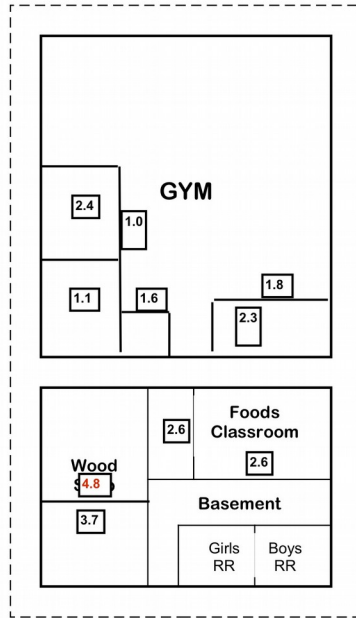 GYM
2.4
1.0
1.1
1.6
1.8
2.3
2.6
Foods
Classroom
2.6
Wood
4.8
3.7
Basement
Girls
RR
Boys
RR